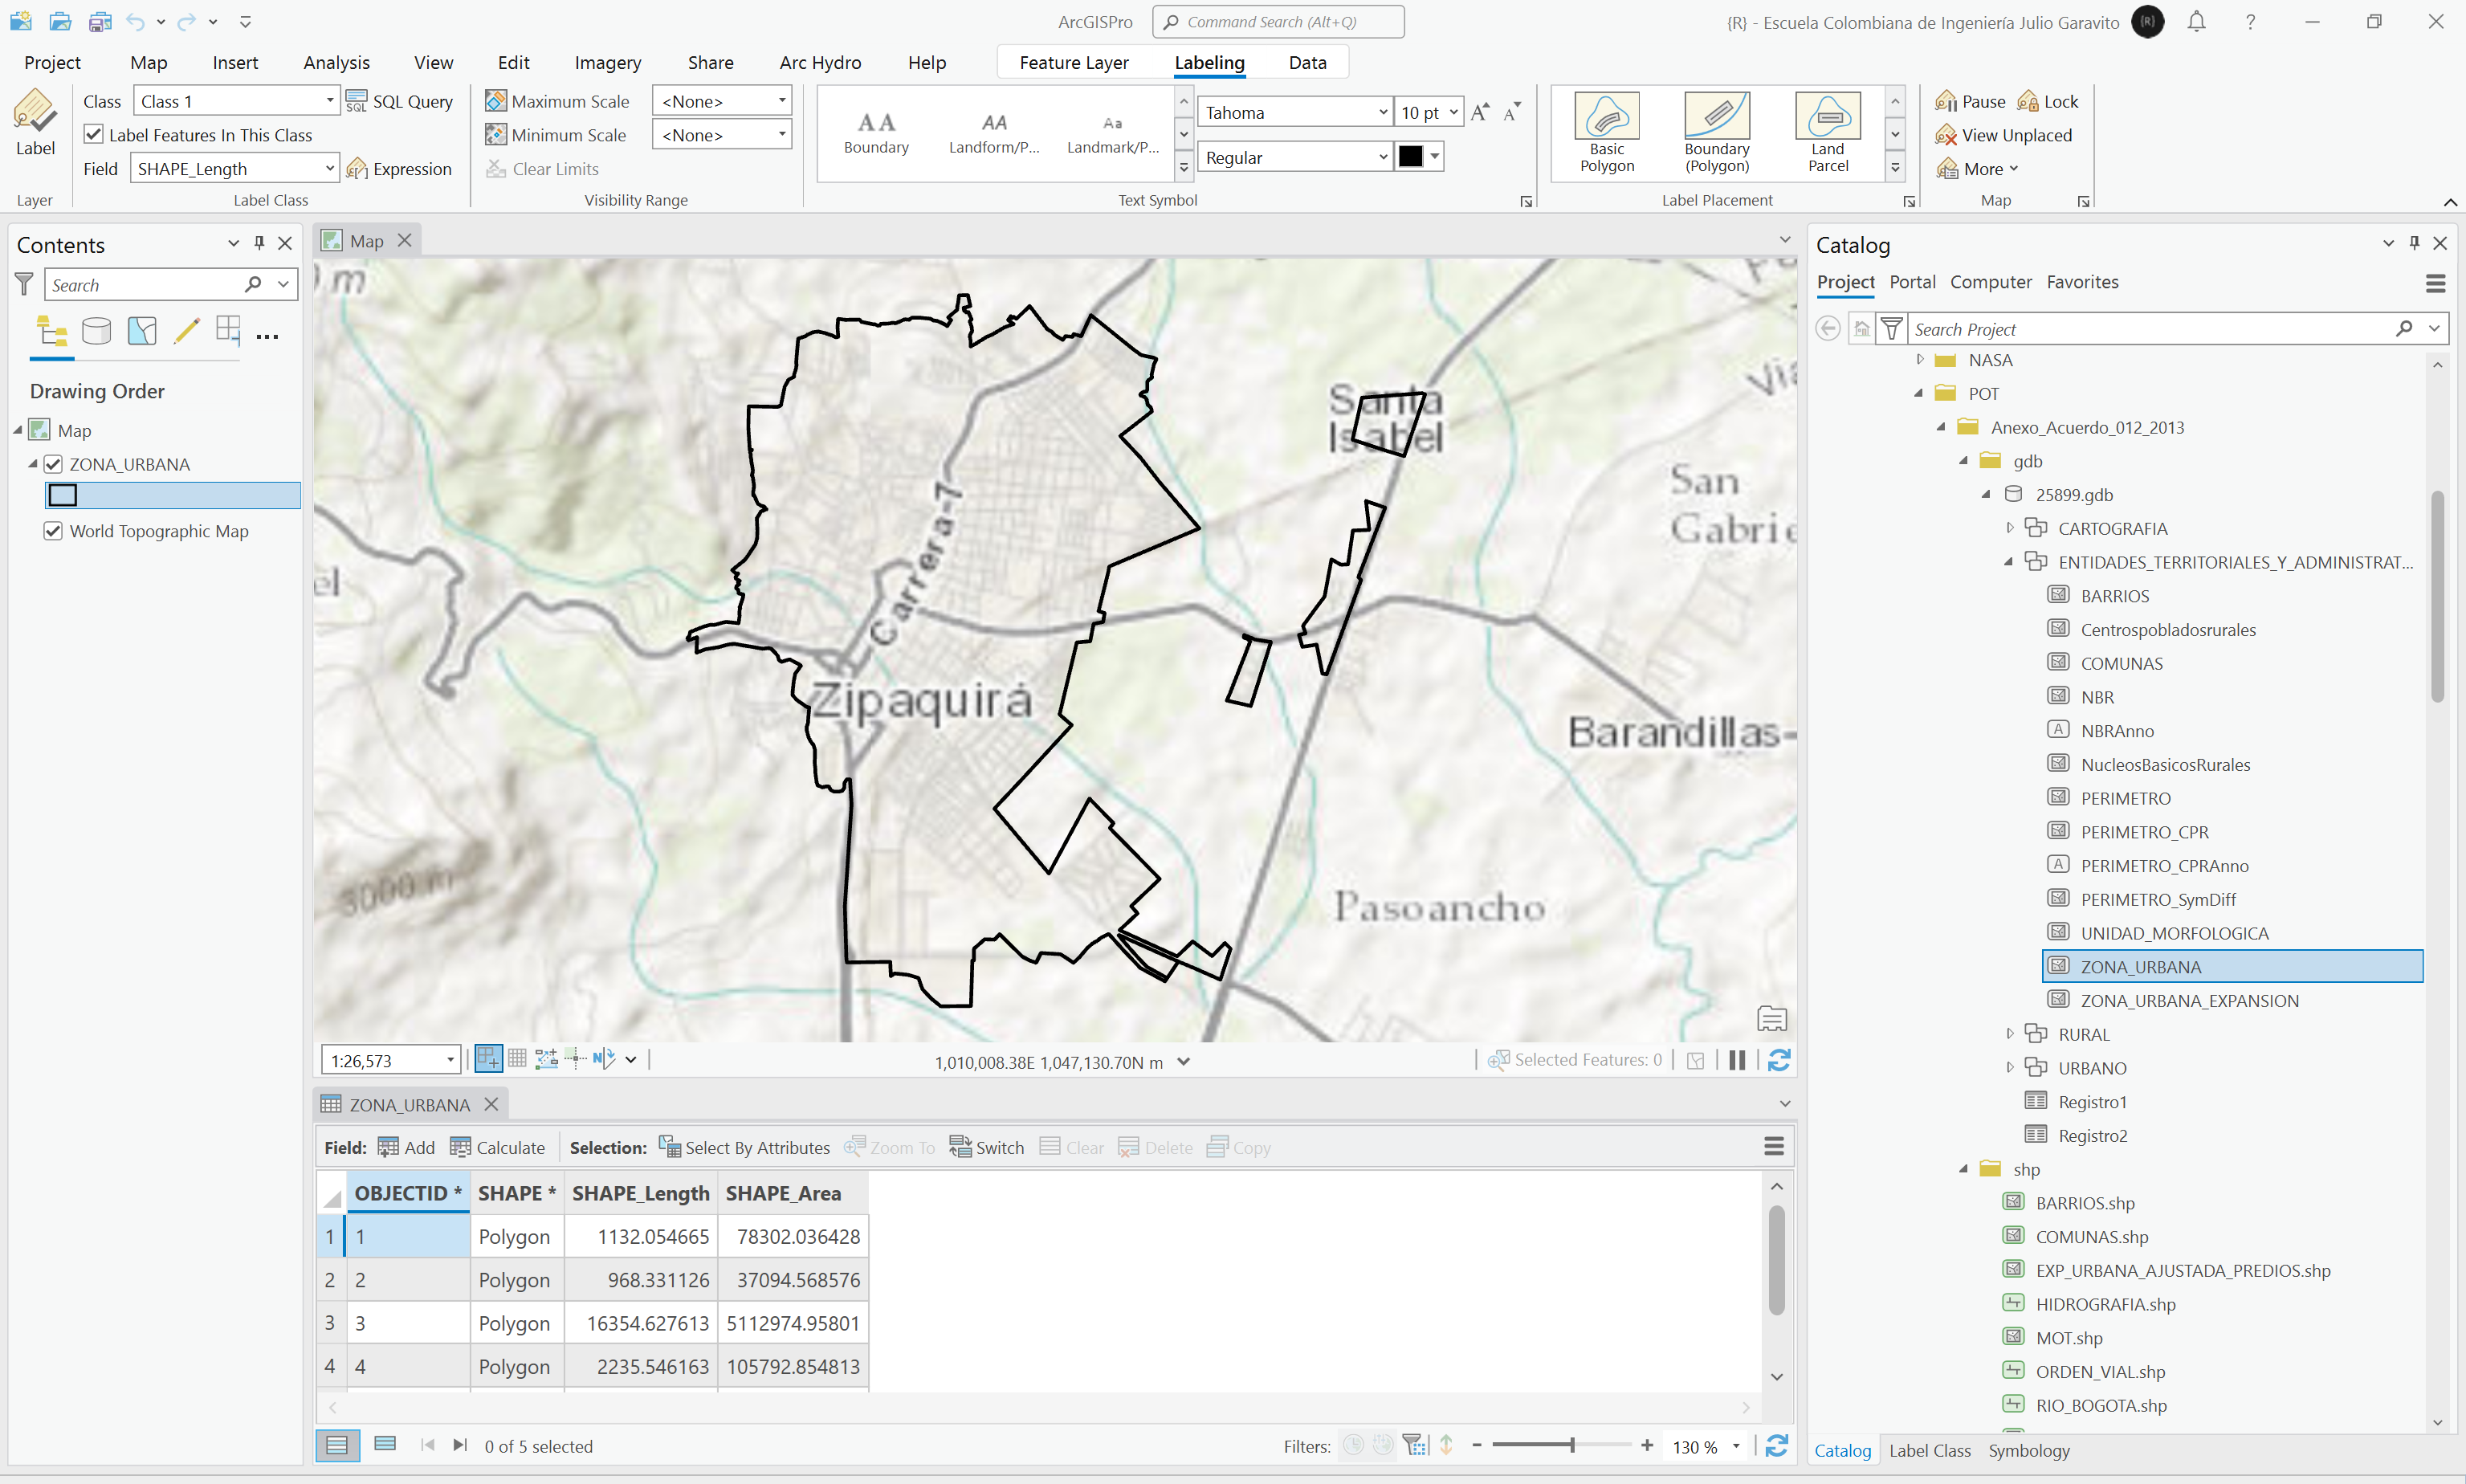 ArcGISPro
Command Search (Alt+Q)
{R} - Escuela Colombiana de Ingeniería Julio Garavito
{R}
Project Map Insert Analysis View Edit Imagery Share Arc Hydro Help Feature Layer Labeling Data
Label
Layer
Class Class 1 SQL Query
Label Features In This Class
Field SHAPE_Length Expression
Label Class
Maximum Scale <None>
Minimum Scale <None>
Clear Limits
Visibility Range
AA AA Aa
Boundary Landform/P... Landmark/P...
Tahoma 10 pt
Regular
Text Symbol
Basic Polygon
Boundary (Polygon)
Land Parcel
Label Placement
Pause Lock
View Unplaced
More
Map
Contents
Search
Drawing Order
Map
ZONA_URBANA
World Topographic Map
Map
Santa
Isabel
San
Carrera-7
Zipaquirá
Barandillas-
3000 m
Pasoancho
1:26,573
1,010,008.38E 1,047,130.70N m
Selected Features: 0
ZONA_URBANA
Field: Add Calculate Selection: Select By Attributes Zoom To Switch Clear Delete Copy
OBJECTID * SHAPE * SHAPE_Length SHAPE_Area
1 1 Polygon 1132.054665 78302.036428
2 2 Polygon 968.331126 37094.568576
3 3 Polygon 16354.627613 5112974.95801
4 4 Polygon 2235.546163 105792.854813
0 of 5 selected
Filters:
130 %
Catalog
Project Portal Computer Favorites
Search Project
NASA
POT
Anexo_Acuerdo_012_2013
gdb
25899.gdb
CARTOGRAFIA
ENTIDADES_TERRITORIALES_Y_ADMINISTRAT...
BARRIOS
Centrospobladosrurales
COMUNAS
NBR
NBRAnno
NucleosBasicosRurales
PERIMETRO
PERIMETRO_CPR
PERIMETRO_CPRAnno
PERIMETRO_SymDiff
UNIDAD_MORFOLOGICA
ZONA_URBANA
ZONA_URBANA_EXPANSION
RURAL
URBANO
Registro1
Registro2
shp
BARRIOS.shp
COMUNAS.shp
EXP_URBANA_AJUSTADA_PREDIOS.shp
HIDROGRAFIA.shp
MOT.shp
ORDEN_VIAL.shp
RIO_BOGOTA.shp
Catalog Label Class Symbology